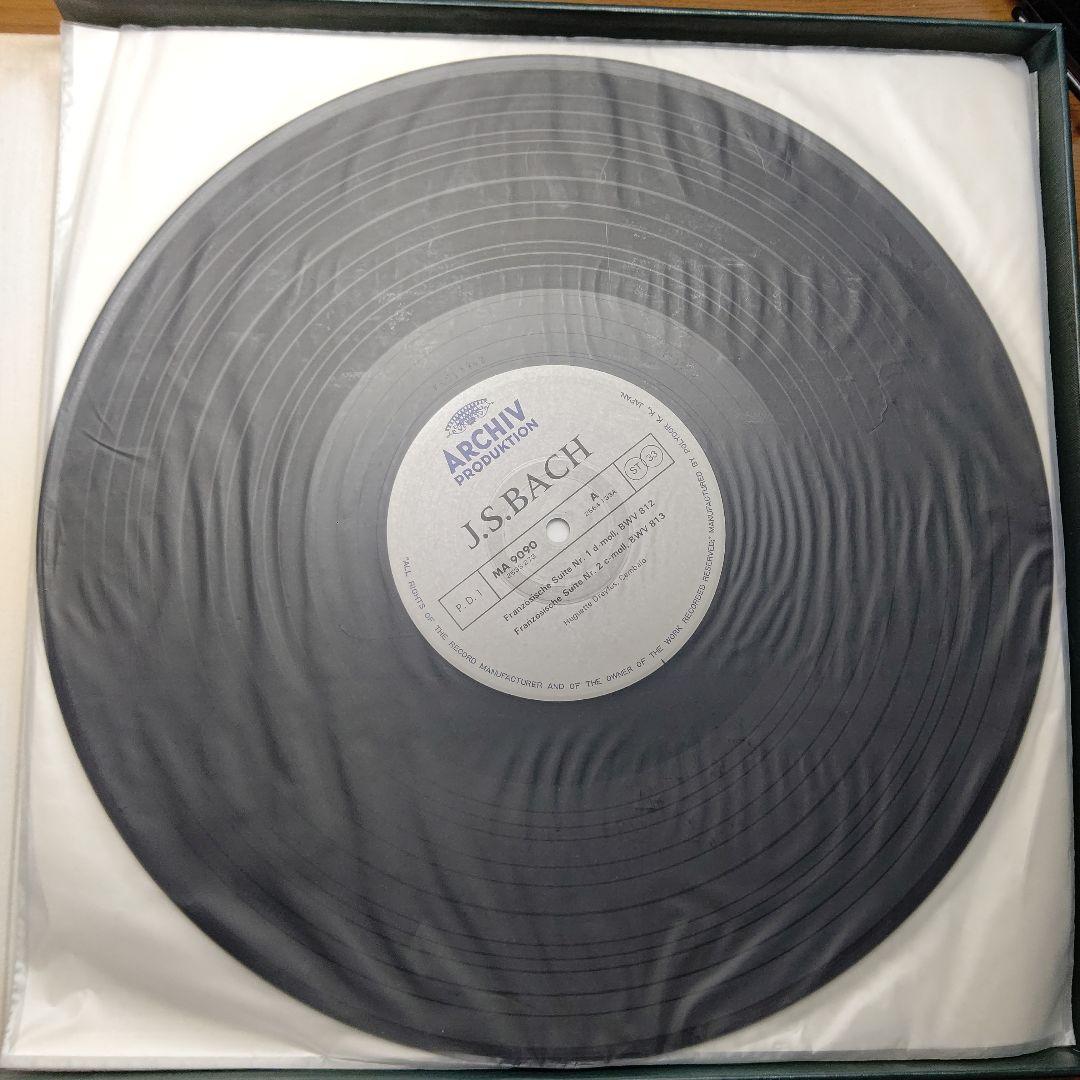 ARCHIV
PRODUKTION
J.S.BACH
P.D.1
MA 9090
A
ST 33
Französische Suite Nr. 1 d-moll, BWV 812
Französische Suite Nr. 2 c-moll, BWV 813
Huguette Dreyfus, Cembalo
"ALL RIGHTS OF THE RECORD MANUFACTURER AND OF THE OWNER OF THE WORK RECORDED RESERVED;" MANUFACTURED BY POLYDOR K. K., JAPAN.